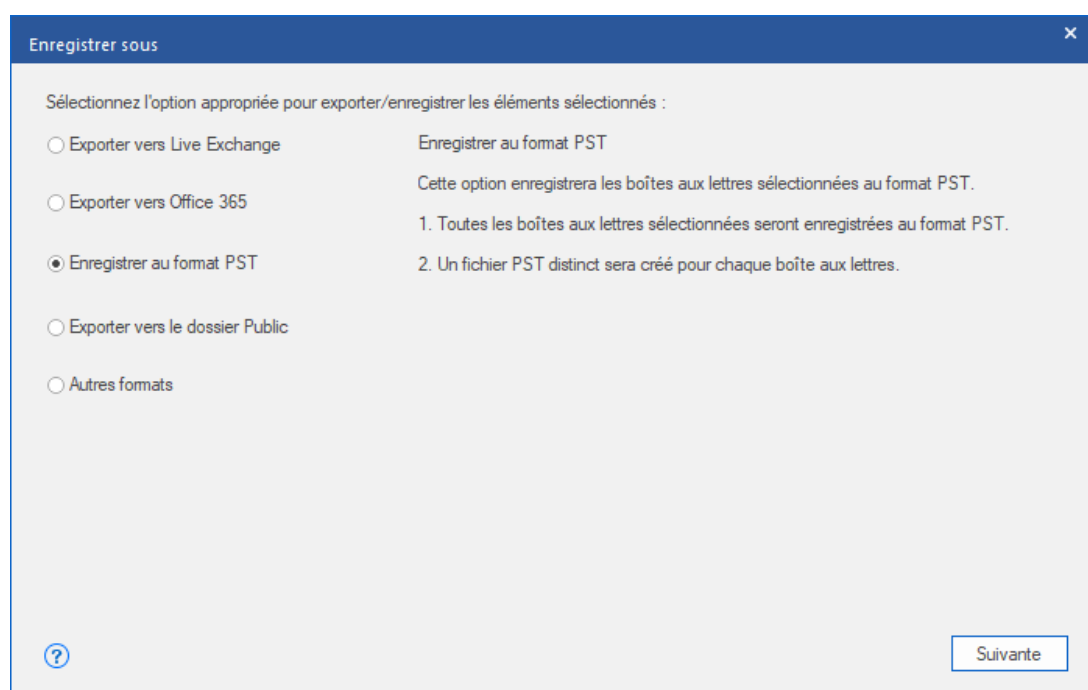 Enregistrer sous
Sélectionnez l'option appropriée pour exporter/enregistrer les éléments sélectionnés :
Exporter vers Live Exchange
Exporter vers Office 365
Enregistrer au format PST
Exporter vers le dossier Public
Autres formats
Enregistrer au format PST
Cette option enregistrera les boîtes aux lettres sélectionnées au format PST.
1. Toutes les boîtes aux lettres sélectionnées seront enregistrées au format PST.
2. Un fichier PST distinct sera créé pour chaque boîte aux lettres.
?
Suivante